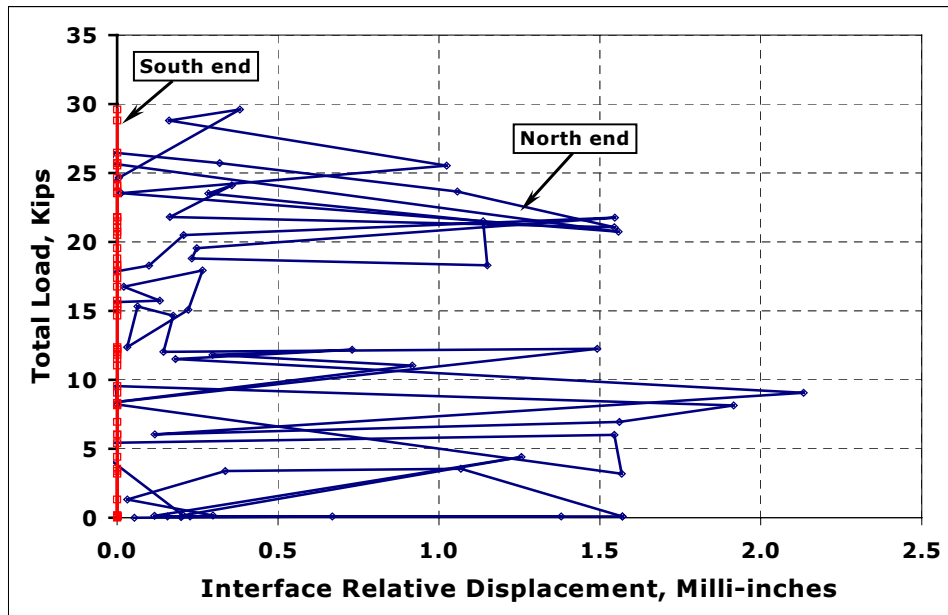 35
30
25
20
15
10
5
0
Total Load, Kips
South end
North end
0.0 0.5 1.0 1.5 2.0 2.5
Interface Relative Displacement, Milli-inches